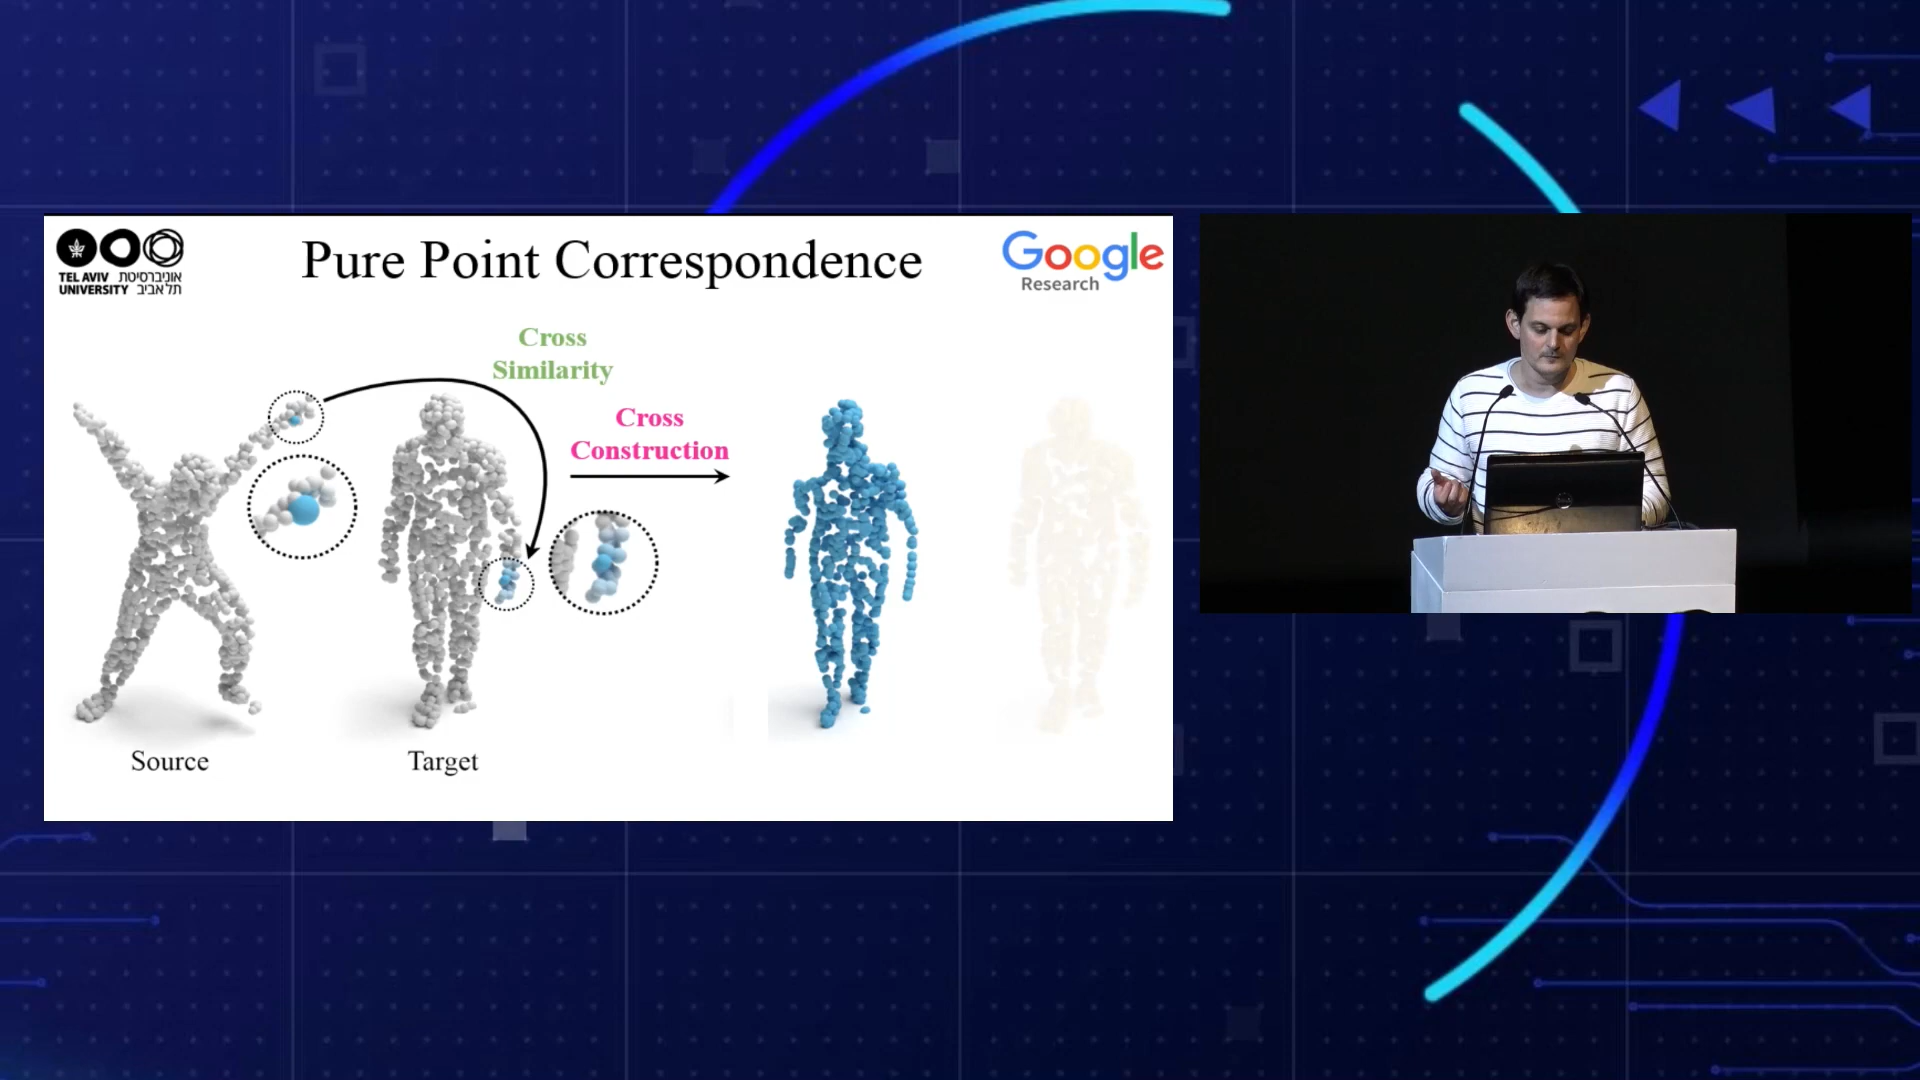 TEL AVIV אוניברסיטת
UNIVERSITY תל אביב
Pure Point Correspondence
Google
Research
Cross
Similarity
Cross
Construction
Source
Target